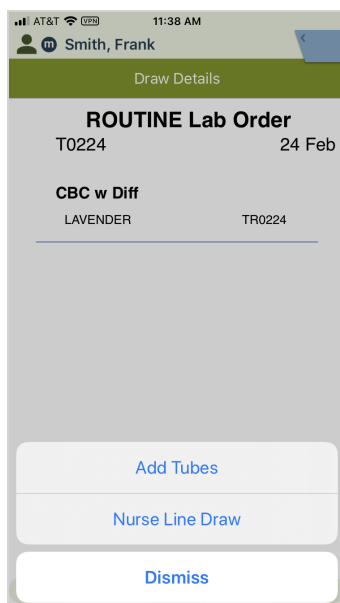 AT&T VPN 11:38 AM
m Smith, Frank
Draw Details
ROUTINE Lab Order
T0224 24 Feb
CBC w Diff
LAVENDER TR0224
Add Tubes
Nurse Line Draw
Dismiss